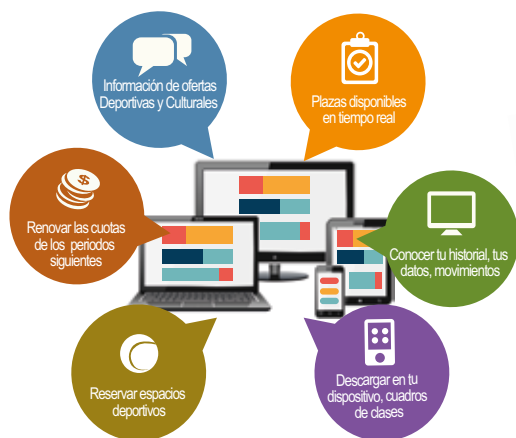 Información de ofertas
Deportivas y Culturales
Plazas disponibles
en tiempo real
$
Renovar las cuotas
de los periodos
siguientes
Conocer tu historial, tus
datos, movimientos
Reservar espacios
deportivos
Descargar en tu
dispositivo, cuadros
de clases